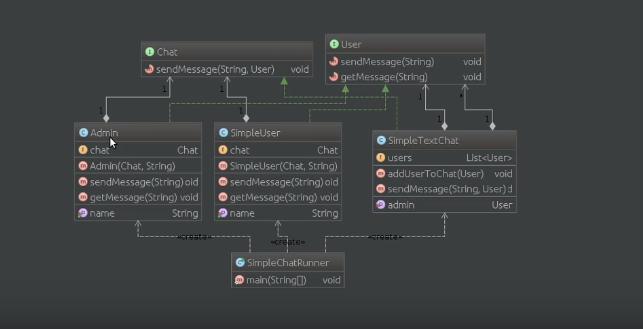 Chat
sendMessage(String, User) void
User
sendMessage(String) void
getMessage(String) void
1
1
1
*
1
1
1
1
Admin
chat Chat
Admin(Chat, String)
sendMessage(String) oid
getMessage(String) void
name String
SimpleUser
chat Chat
SimpleUser(Chat, String)
sendMessage(String) oid
getMessage(String) void
name String
SimpleTextChat
users List<User>
addUserToChat(User) void
sendMessage(String, User) d
admin User
«create»
«create»
«create»
SimpleChatRunner
main(String[]) void